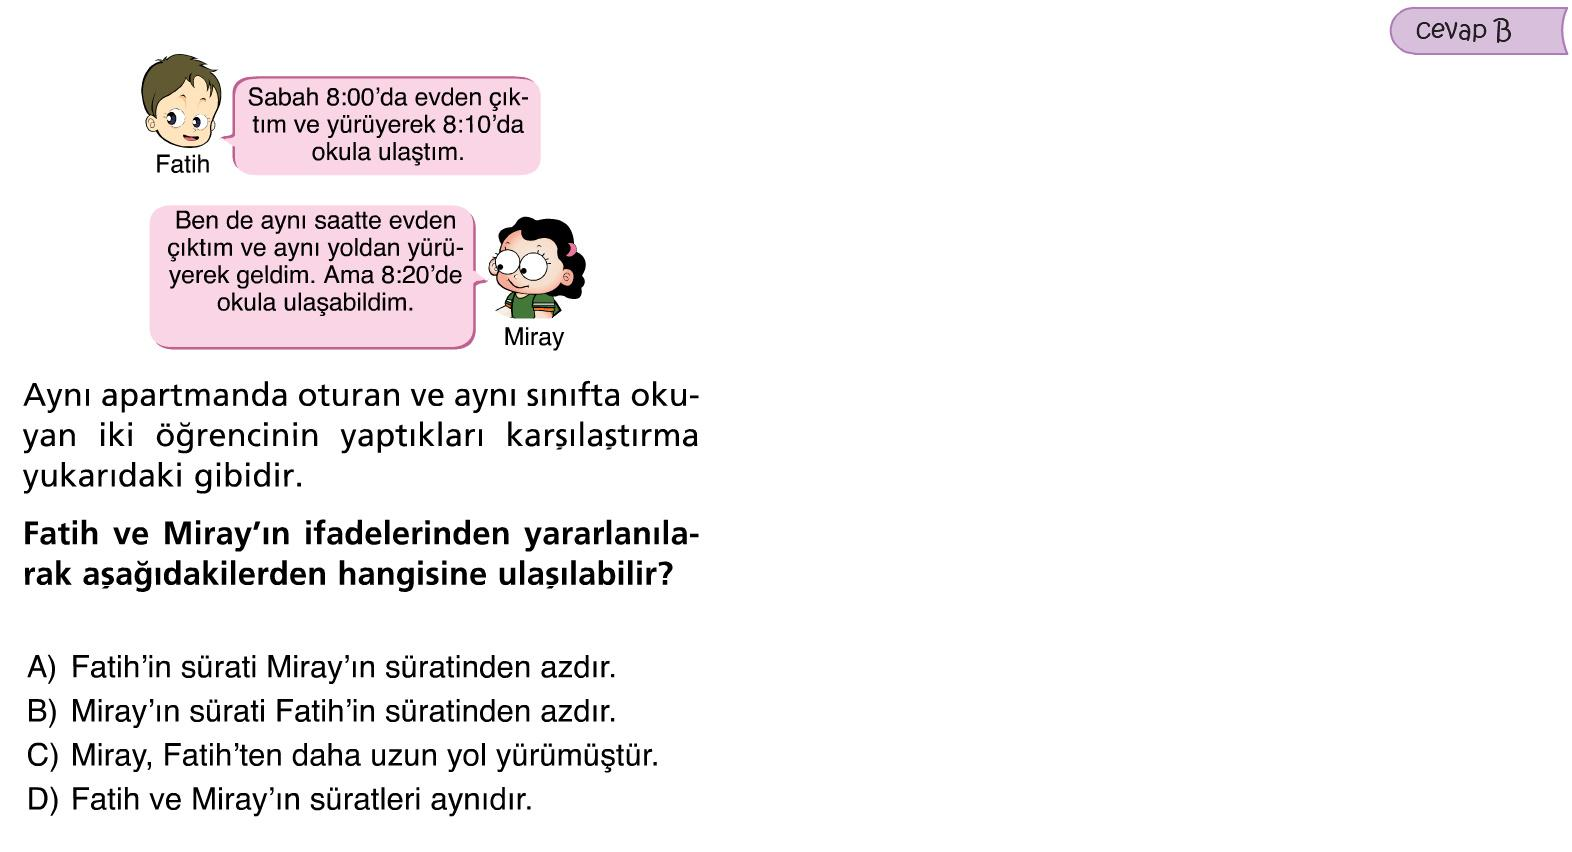 Cevap B
Sabah 8:00’da evden çık-
tım ve yürüyerek 8:10’da
okula ulaştım.
Fatih
Ben de aynı saatte evden
çıktım ve aynı yoldan yürü-
yerek geldim. Ama 8:20’de
okula ulaşabildim.
Miray
Aynı apartmanda oturan ve aynı sınıfta oku-
yan iki öğrencinin yaptıkları karşılaştırma
yukarıdaki gibidir.
Fatih ve Miray’ın ifadelerinden yararlanıla-
rak aşağıdakilerden hangisine ulaşılabilir?
A) Fatih’in sürati Miray’ın süratinden azdır.
B) Miray’ın sürati Fatih’in süratinden azdır.
C) Miray, Fatih’ten daha uzun yol yürümüştür.
D) Fatih ve Miray’ın süratleri aynıdır.